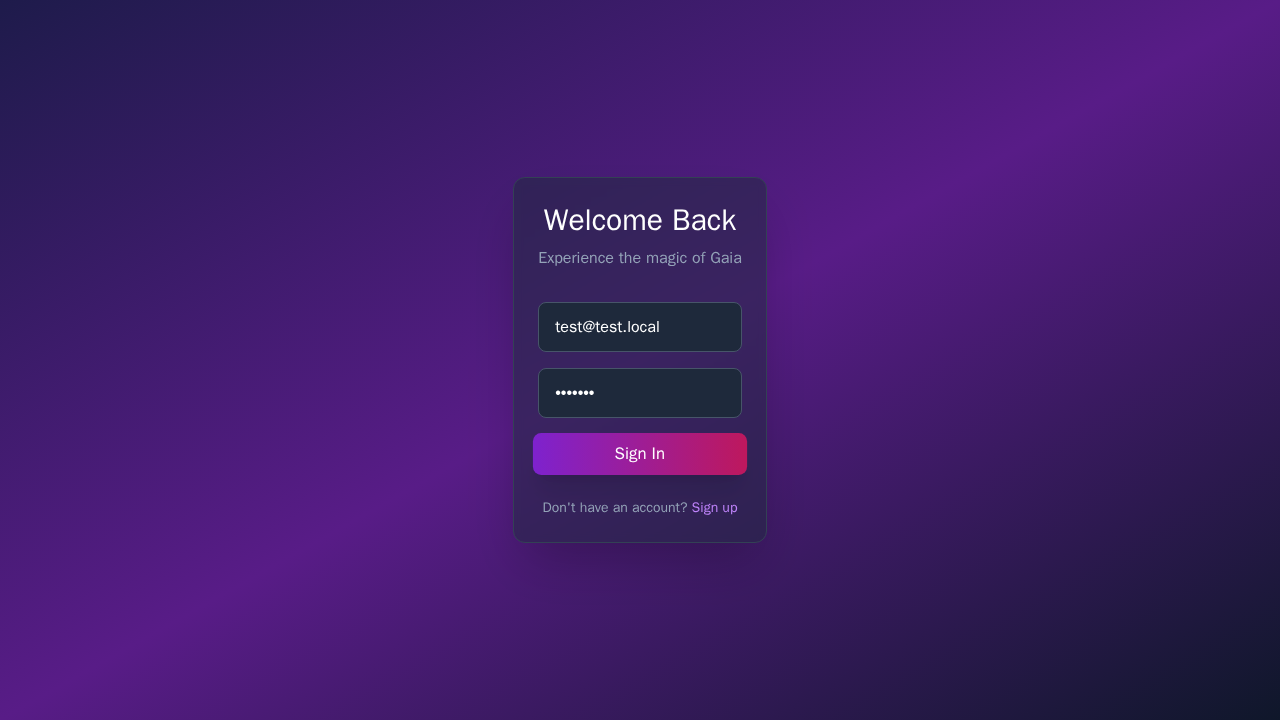 Welcome Back
Experience the magic of Gaia
test@test.local
•••••••
Sign In
Don't have an account? Sign up